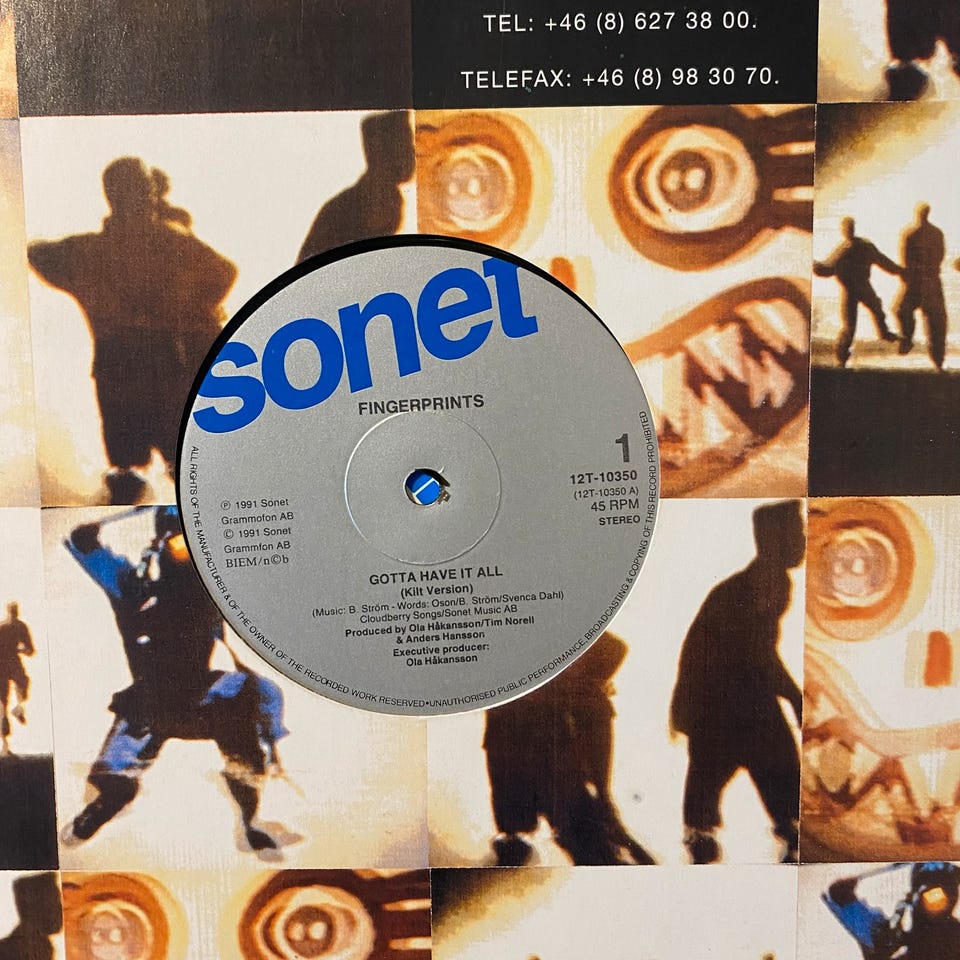 TEL: +46 (8) 627 38 00.
TELEFAX: +46 (8) 98 30 70.
sonet
FINGERPRINTS
1
12T-10350
(12T-10350 A)
45 RPM
STEREO
℗ 1991 Sonet
Grammofon AB
© 1991 Sonet
Grammfon AB
BIEM/n©b
GOTTA HAVE IT ALL
(Kilt Version)
(Music: B. Ström - Words: Oson/B. Ström/Svenca Dahl)
Cloudberry Songs/Sonet Music AB
Produced by Ola Håkansson/Tim Norell
& Anders Hansson
Executive producer:
Ola Håkansson
ALL RIGHTS OF THE MANUFACTURER & OF THE OWNER OF THE RECORDED WORK RESERVED•UNAUTHORISED PUBLIC PERFORMANCE, BROADCASTING & COPYING OF THIS RECORD PROHIBITED